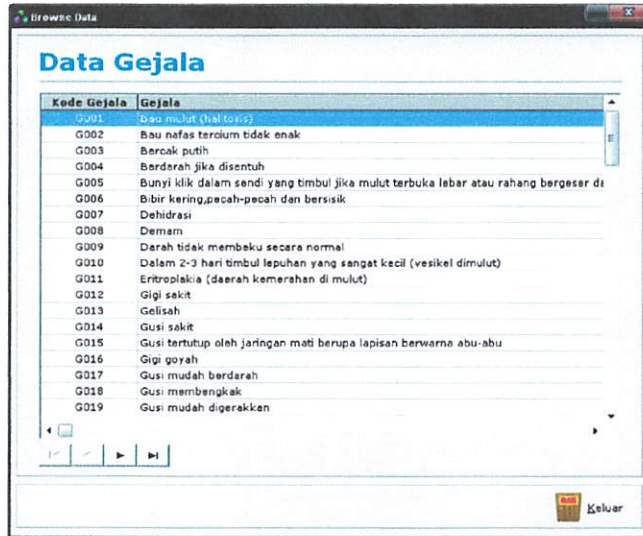 Browse Data
Data Gejala
Kode Gejala Gejala
G001 Bau mulut (halitosis)
G002 Bau nafas tercium tidak enak
G003 Bercak putih
G004 Berdarah jika disentuh
G005 Bunyi klik dalam sendi yang timbul jika mulut terbuka lebar atau rahang bergeser da
G006 Bibir kering,pecah-pecah dan bersisik
G007 Dehidrasi
G008 Demam
G009 Darah tidak membeku secara normal
G010 Dalam 2-3 hari timbul lepuhan yang sangat kecil (vesikel dimulut)
G011 Eritroplakia (daerah kemerahan di mulut)
G012 Gigi sakit
G013 Gelisah
G014 Gusi sakit
G015 Gusi tertutup oleh jaringan mati berupa lapisan berwarna abu-abu
G016 Gigi goyah
G017 Gusi mudah berdarah
G018 Gusi membengkak
G019 Gusi mudah digerakkan
Keluar